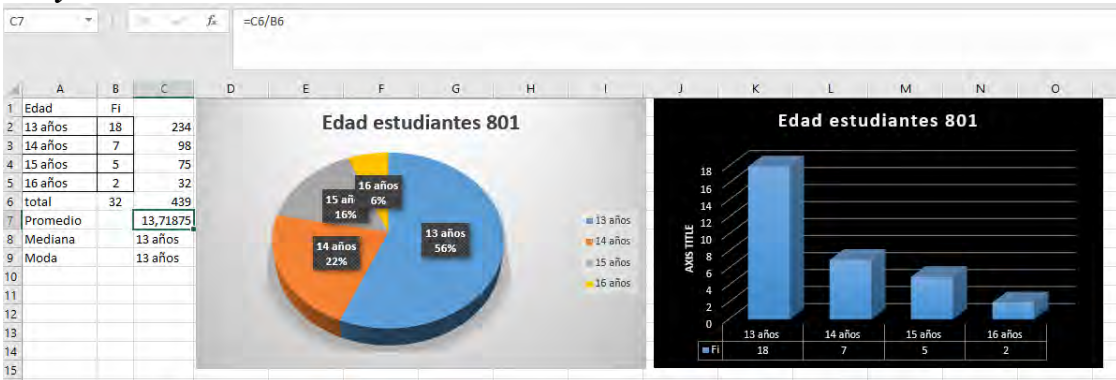 C7 fx =C6/B6
A B C D E F G H I J K L M N O
1 Edad Fi
2 13 años 18 234
3 14 años 7 98
4 15 años 5 75
5 16 años 2 32
6 total 32 439
7 Promedio 13,71875
8 Mediana 13 años
9 Moda 13 años
10
11
12
13
14
15
Edad estudiantes 801
16 años
6%
15 añ
16%
13 años
56%
14 años
22%
13 años
14 años
15 años
16 años
Edad estudiantes 801
AXIS TITLE
18
16
14
12
10
8
6
4
2
0
13 años 14 años 15 años 16 años
Fi 18 7 5 2